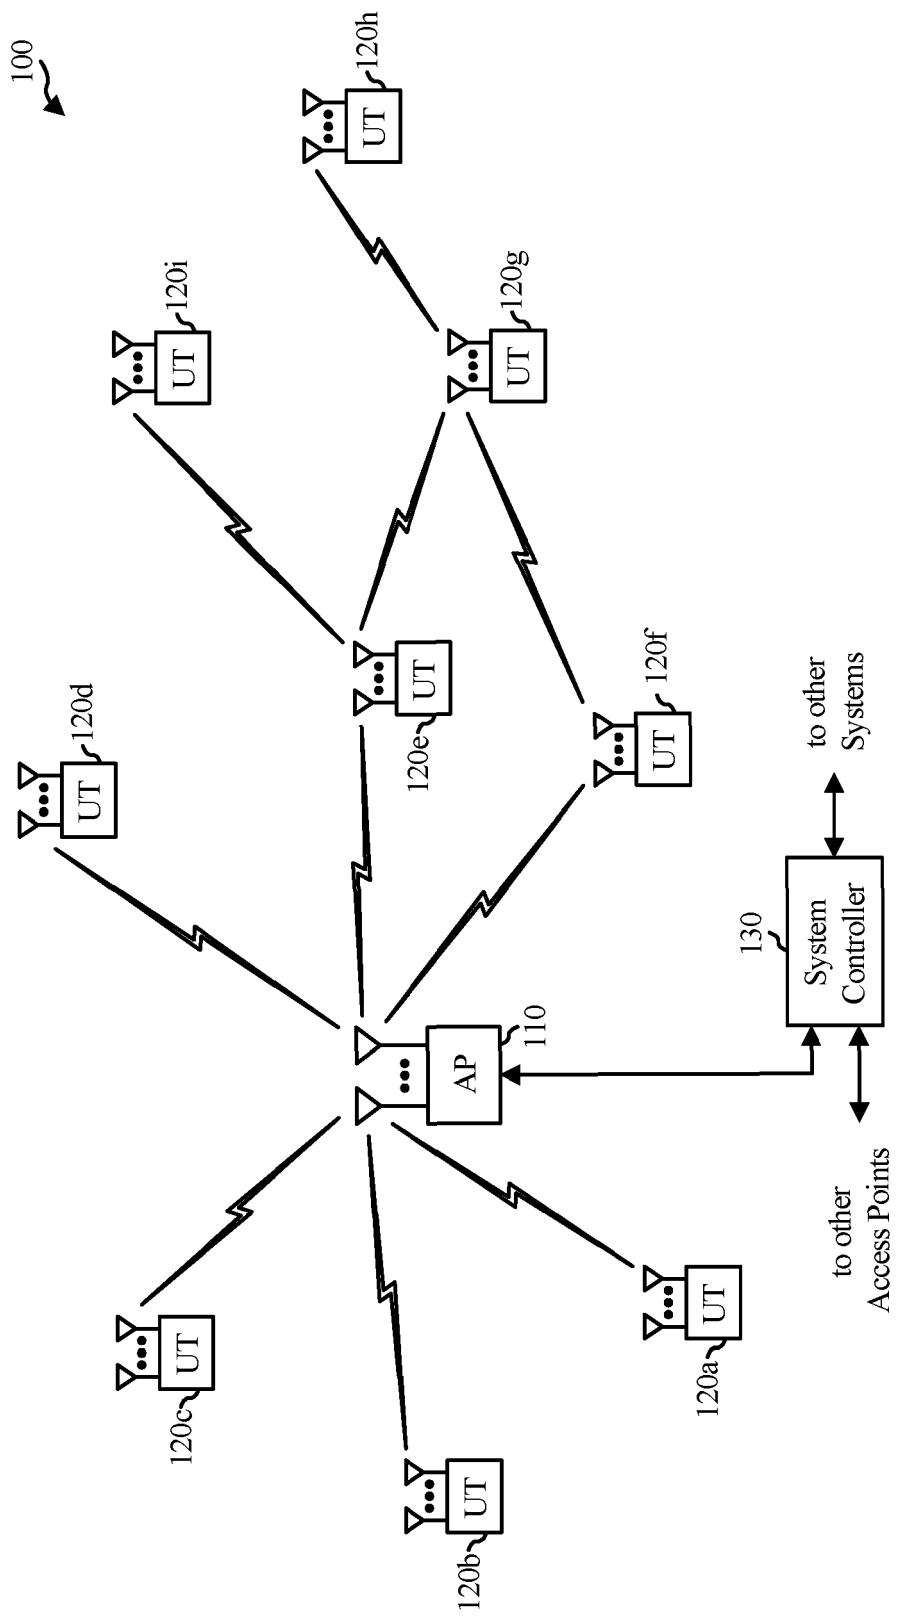 100
120d
UT
120i
UT
120h
UT
120c
UT
120e
UT
120g
UT
120b
UT
AP
110
120f
UT
120a
UT
130
System
Controller
to other
Systems
to other
Access Points